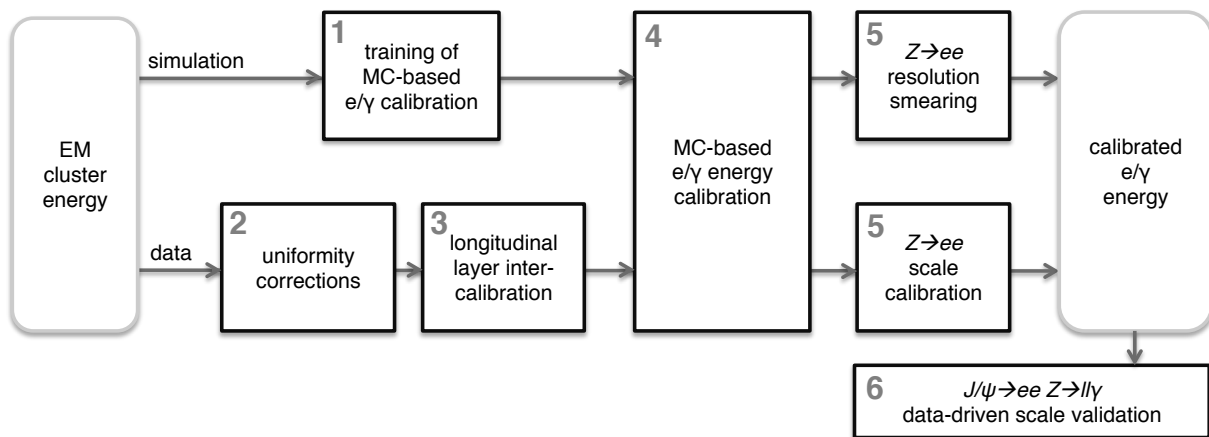 EM
cluster
energy
simulation
data
1
training of
MC-based
e/γ calibration
2
uniformity
corrections
3
longitudinal
layer inter-
calibration
4
MC-based
e/γ energy
calibration
5
Z→ee
resolution
smearing
5
Z→ee
scale
calibration
calibrated
e/γ
energy
6
J/ψ→ee Z→llγ
data-driven scale validation